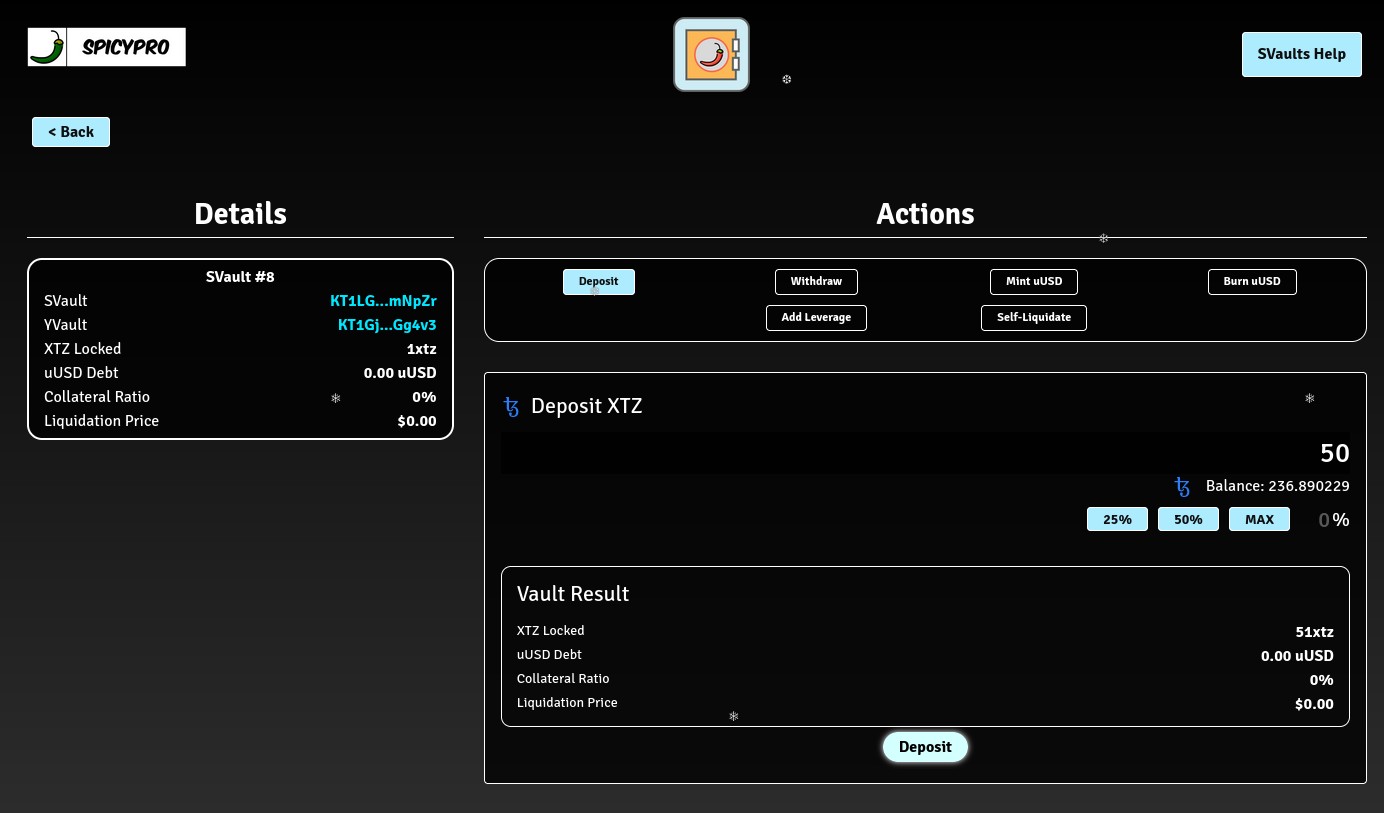 SPICYPRO
SVaults Help
< Back
Details
SVault #8
SVault KT1LG...mNpZr
YVault KT1Gj...Gg4v3
XTZ Locked 1xtz
uUSD Debt 0.00 uUSD
Collateral Ratio 0%
Liquidation Price $0.00
Actions
Deposit Withdraw Mint uUSD Burn uUSD
Add Leverage Self-Liquidate
Deposit XTZ
50
Balance: 236.890229
25% 50% MAX 0%
Vault Result
XTZ Locked 51xtz
uUSD Debt 0.00 uUSD
Collateral Ratio 0%
Liquidation Price $0.00
Deposit